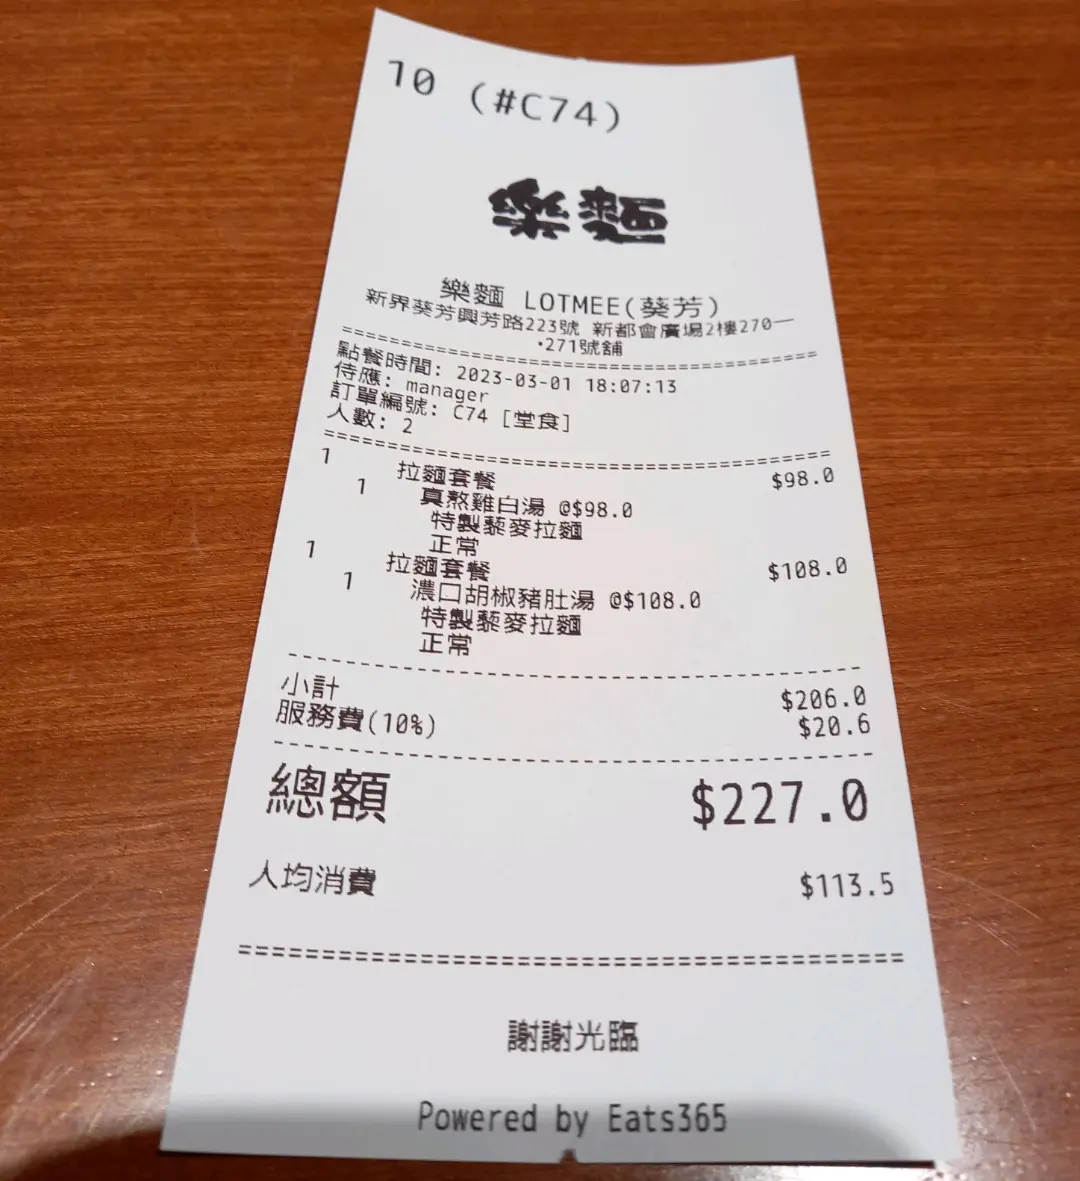 10 (#C74)
樂麵
樂麵 LOTMEE(葵芳)
新界葵芳興芳路223號 新都會廣場2樓270一
·271號舖
==========================================
點餐時間: 2023-03-01 18:07:13
侍應: manager
訂單編號: C74 [堂食]
人數: 2
==========================================
1 拉麵套餐 $98.0
1 真熬雞白湯 @$98.0
特製藜麥拉麵
正常
1 拉麵套餐 $108.0
1 濃口胡椒豬肚湯 @$108.0
特製藜麥拉麵
正常
------------------------------------------
小計 $206.0
服務費(10%) $20.6
------------------------------------------
總額 $227.0
人均消費 $113.5
==========================================
謝謝光臨
Powered by Eats365